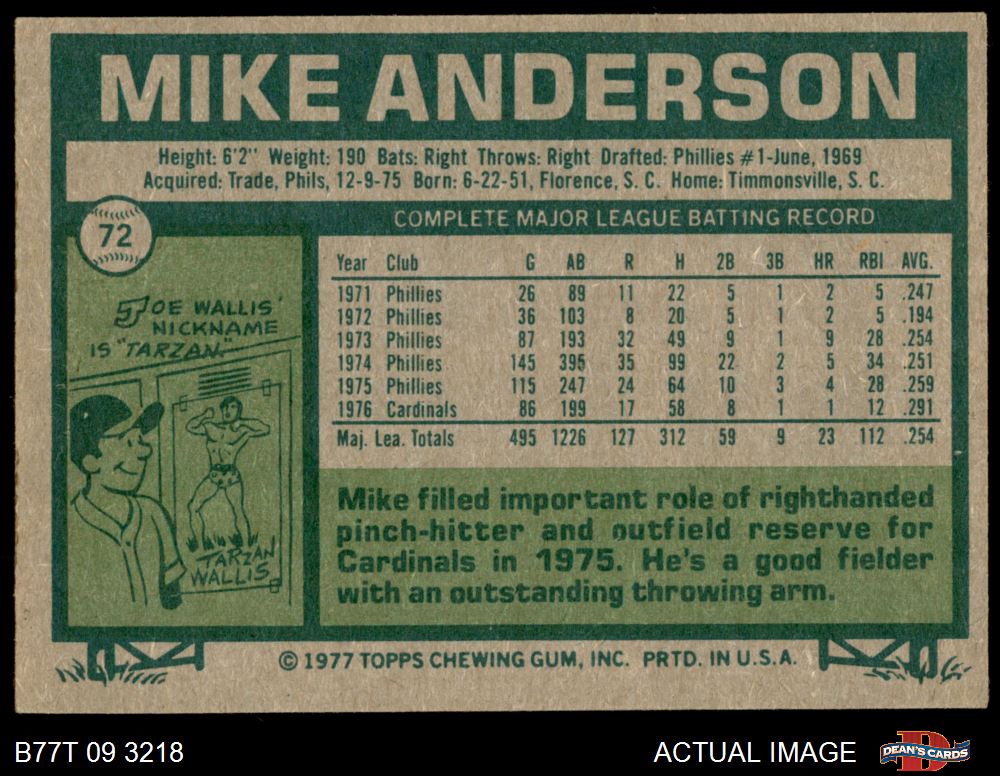 MIKE ANDERSON
Height: 6'2" Weight: 190 Bats: Right Throws: Right Drafted: Phillies #1-June, 1969
Acquired: Trade, Phils, 12-9-75 Born: 6-22-51, Florence, S. C. Home: Timmonsville, S. C.
72
COMPLETE MAJOR LEAGUE BATTING RECORD
JOE WALLIS'
NICKNAME
IS "TARZAN."
TARZAN
WALLIS
Year Club G AB R H 2B 3B HR RBI AVG.
1971 Phillies 26 89 11 22 5 1 2 5 .247
1972 Phillies 36 103 8 20 5 1 2 5 .194
1973 Phillies 87 193 32 49 9 1 9 28 .254
1974 Phillies 145 395 35 99 22 2 5 34 .251
1975 Phillies 115 247 24 64 10 3 4 28 .259
1976 Cardinals 86 199 17 58 8 1 1 12 .291
Maj. Lea. Totals 495 1226 127 312 59 9 23 112 .254
Mike filled important role of righthanded
pinch-hitter and outfield reserve for
Cardinals in 1975. He's a good fielder
with an outstanding throwing arm.
© 1977 TOPPS CHEWING GUM, INC. PRTD. IN U.S.A.
B77T 09 3218
ACTUAL IMAGE
DEAN'S CARDS